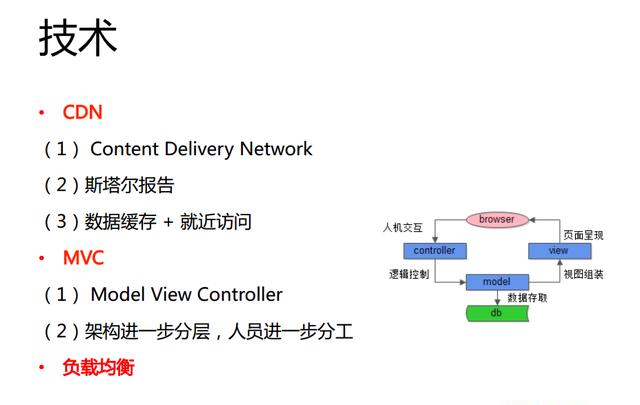 技术
• CDN
（1） Content Delivery Network
（2）斯塔尔报告
（3）数据缓存 + 就近访问
• MVC
（1） Model View Controller
（2）架构进一步分层，人员进一步分工
• 负载均衡
browser
人机交互
页面呈现
controller
view
逻辑控制
model
视图组装
数据存取
db